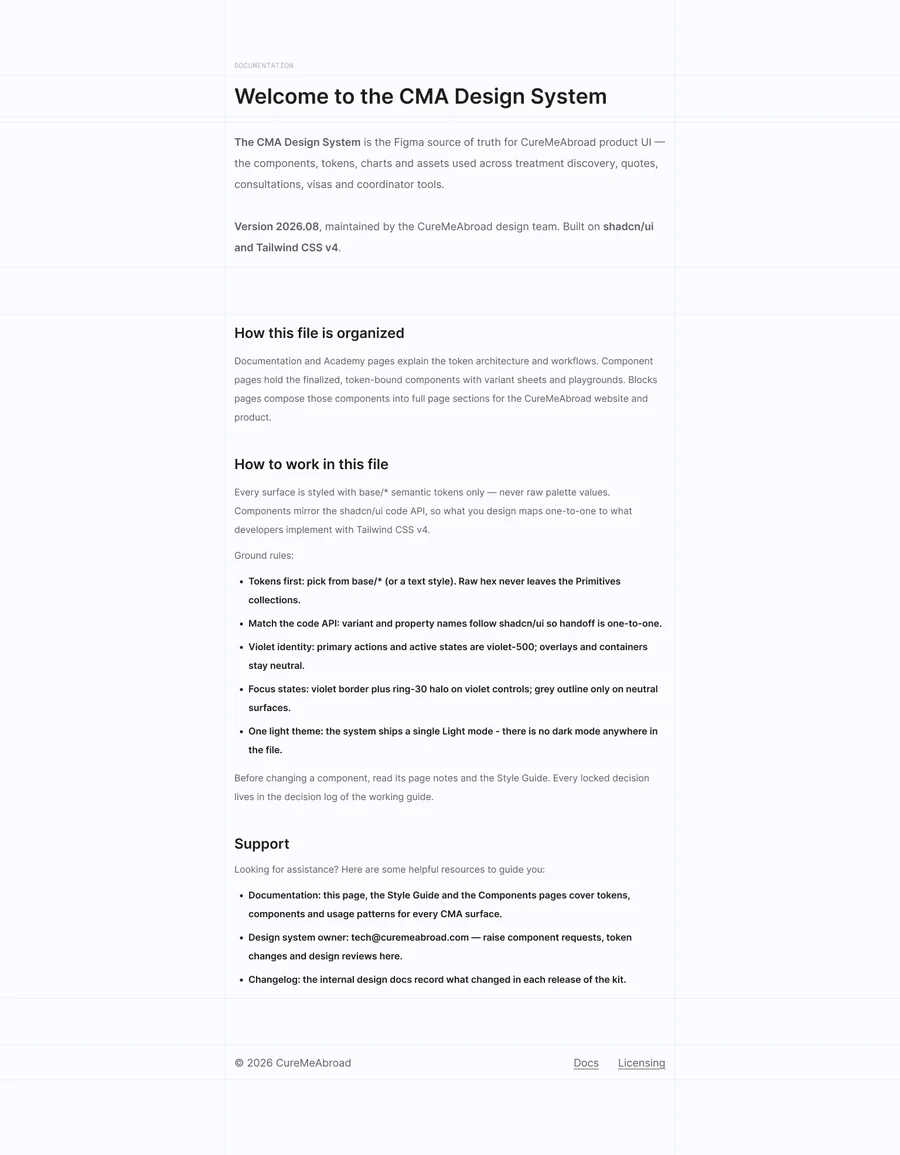 DOCUMENTATION
Welcome to the CMA Design System
The CMA Design System is the Figma source of truth for CureMeAbroad product UI —
the components, tokens, charts and assets used across treatment discovery, quotes,
consultations, visas and coordinator tools.
Version 2026.08, maintained by the CureMeAbroad design team. Built on shadcn/ui
and Tailwind CSS v4.
How this file is organized
Documentation and Academy pages explain the token architecture and workflows. Component
pages hold the finalized, token-bound components with variant sheets and playgrounds. Blocks
pages compose those components into full page sections for the CureMeAbroad website and
product.
How to work in this file
Every surface is styled with base/* semantic tokens only — never raw palette values.
Components mirror the shadcn/ui code API, so what you design maps one-to-one to what
developers implement with Tailwind CSS v4.
Ground rules:
• Tokens first: pick from base/* (or a text style). Raw hex never leaves the Primitives
collections.
• Match the code API: variant and property names follow shadcn/ui so handoff is one-to-one.
• Violet identity: primary actions and active states are violet-500; overlays and containers
stay neutral.
• Focus states: violet border plus ring-30 halo on violet controls; grey outline only on neutral
surfaces.
• One light theme: the system ships a single Light mode - there is no dark mode anywhere in
the file.
Before changing a component, read its page notes and the Style Guide. Every locked decision
lives in the decision log of the working guide.
Support
Looking for assistance? Here are some helpful resources to guide you:
• Documentation: this page, the Style Guide and the Components pages cover tokens,
components and usage patterns for every CMA surface.
• Design system owner: tech@curemeabroad.com — raise component requests, token
changes and design reviews here.
• Changelog: the internal design docs record what changed in each release of the kit.
© 2026 CureMeAbroad
Docs
Licensing